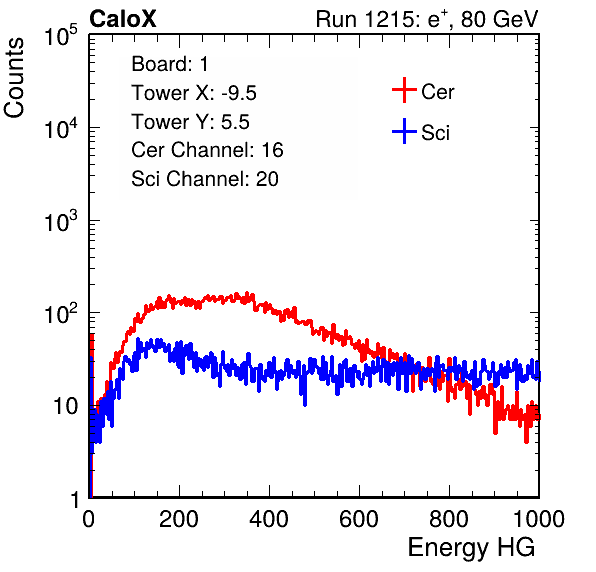 CaloX Run 1215: e⁺, 80 GeV
Counts
10⁵
10⁴
10³
10²
10
1
Board: 1
Tower X: -9.5
Tower Y: 5.5
Cer Channel: 16
Sci Channel: 20
Cer
Sci
0 200 400 600 800 1000
Energy HG